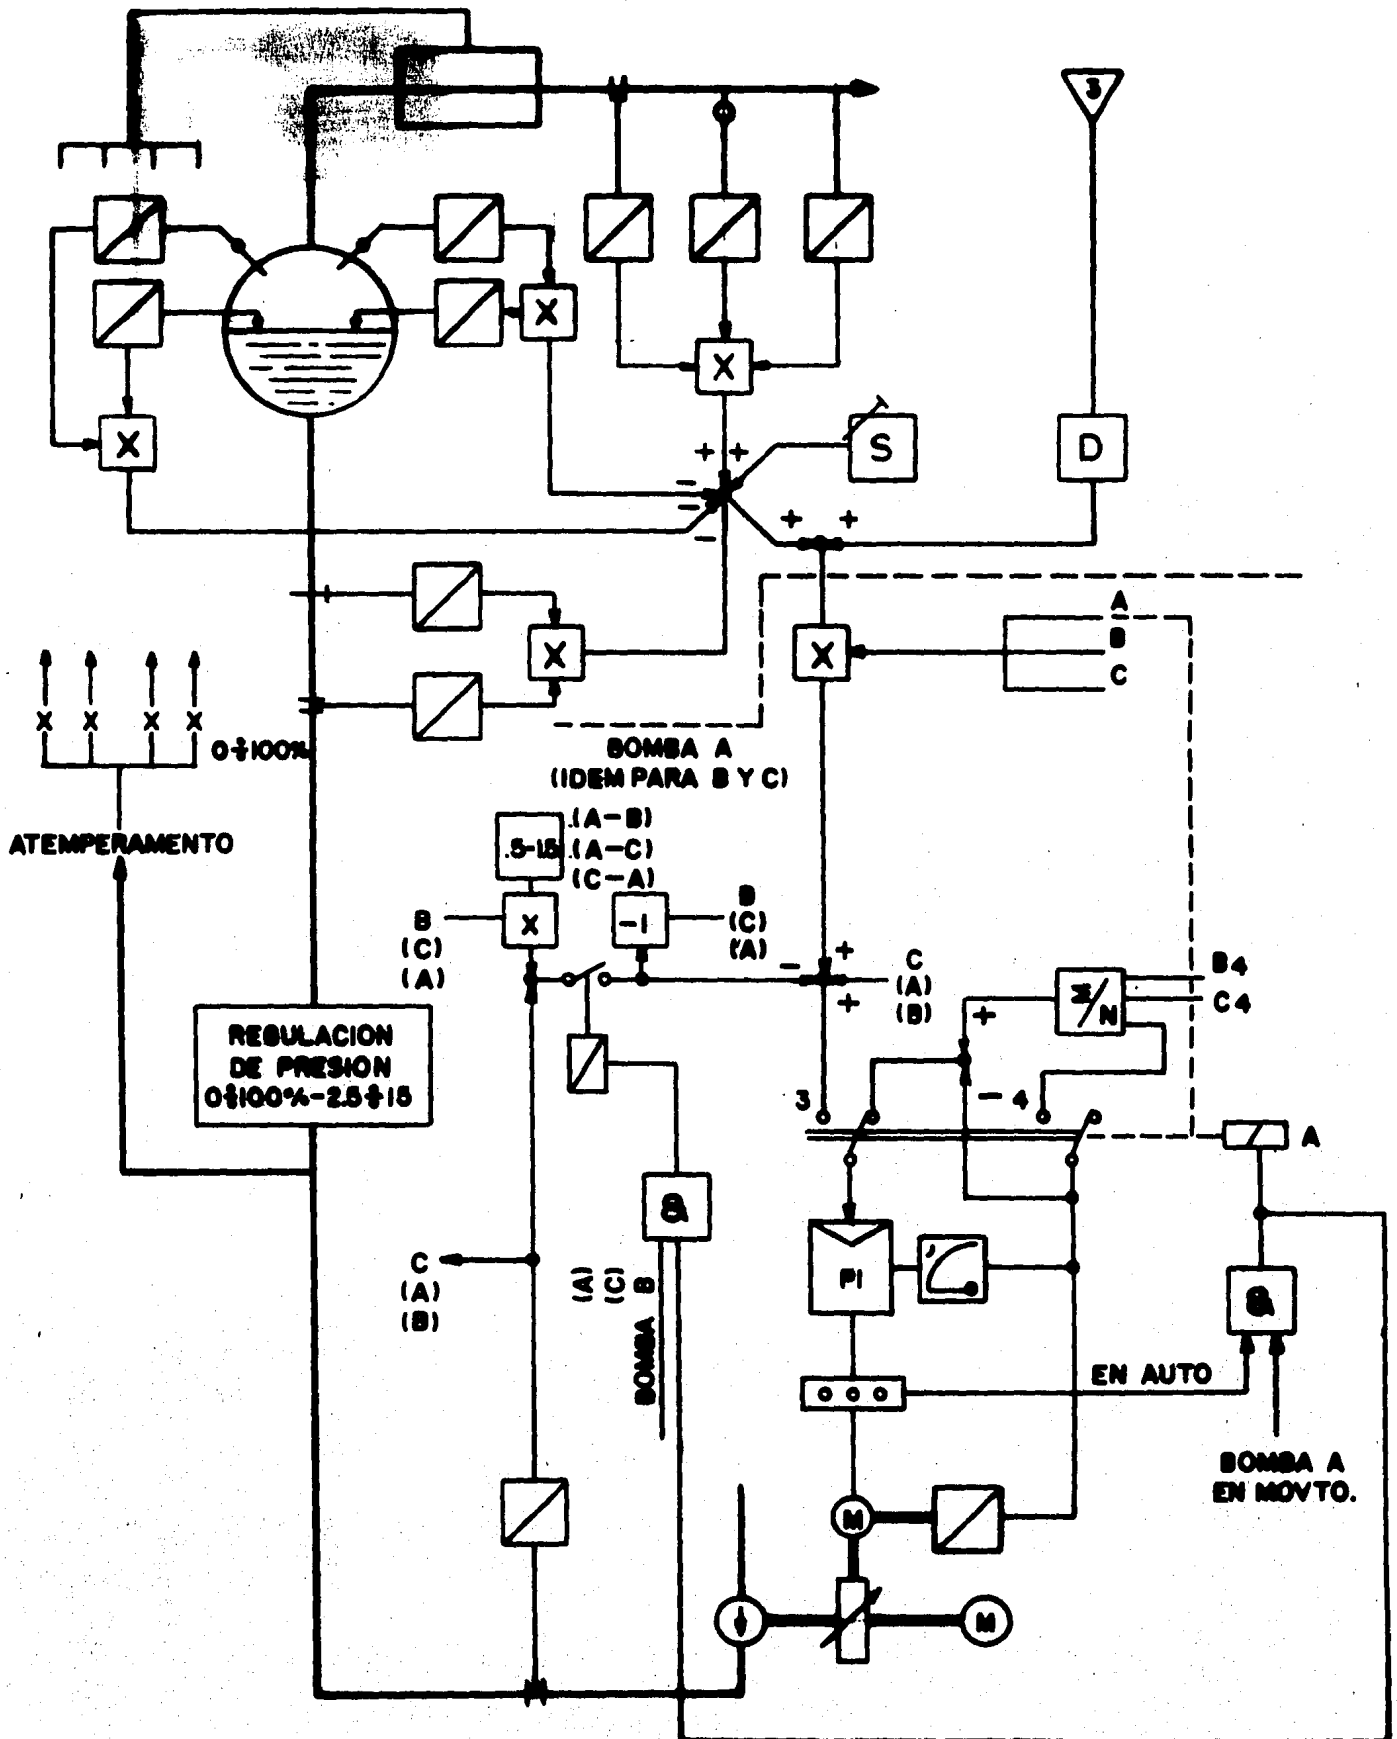 3
X
X
X
S
D
+ +
-
-
-
+ +
X
X
A
B
C
X X X X
0÷100%
BOMBA A
(IDEM PARA B Y C)
ATEMPERAMENTO
.5-1.5
(A-B)
(A-C)
(C-A)
B
(C)
(A)
X
-1
B
(C)
(A)
-
+
+
C
(A)
(B)
N
B4
C4
+
-
3
4
A
REGULACION
DE PRESION
0÷100%-2.5÷15
&
C
(A)
(B)
BOMBA B
(C)
(A)
PI
&
EN AUTO
BOMBA A
EN MOVTO.
M
M